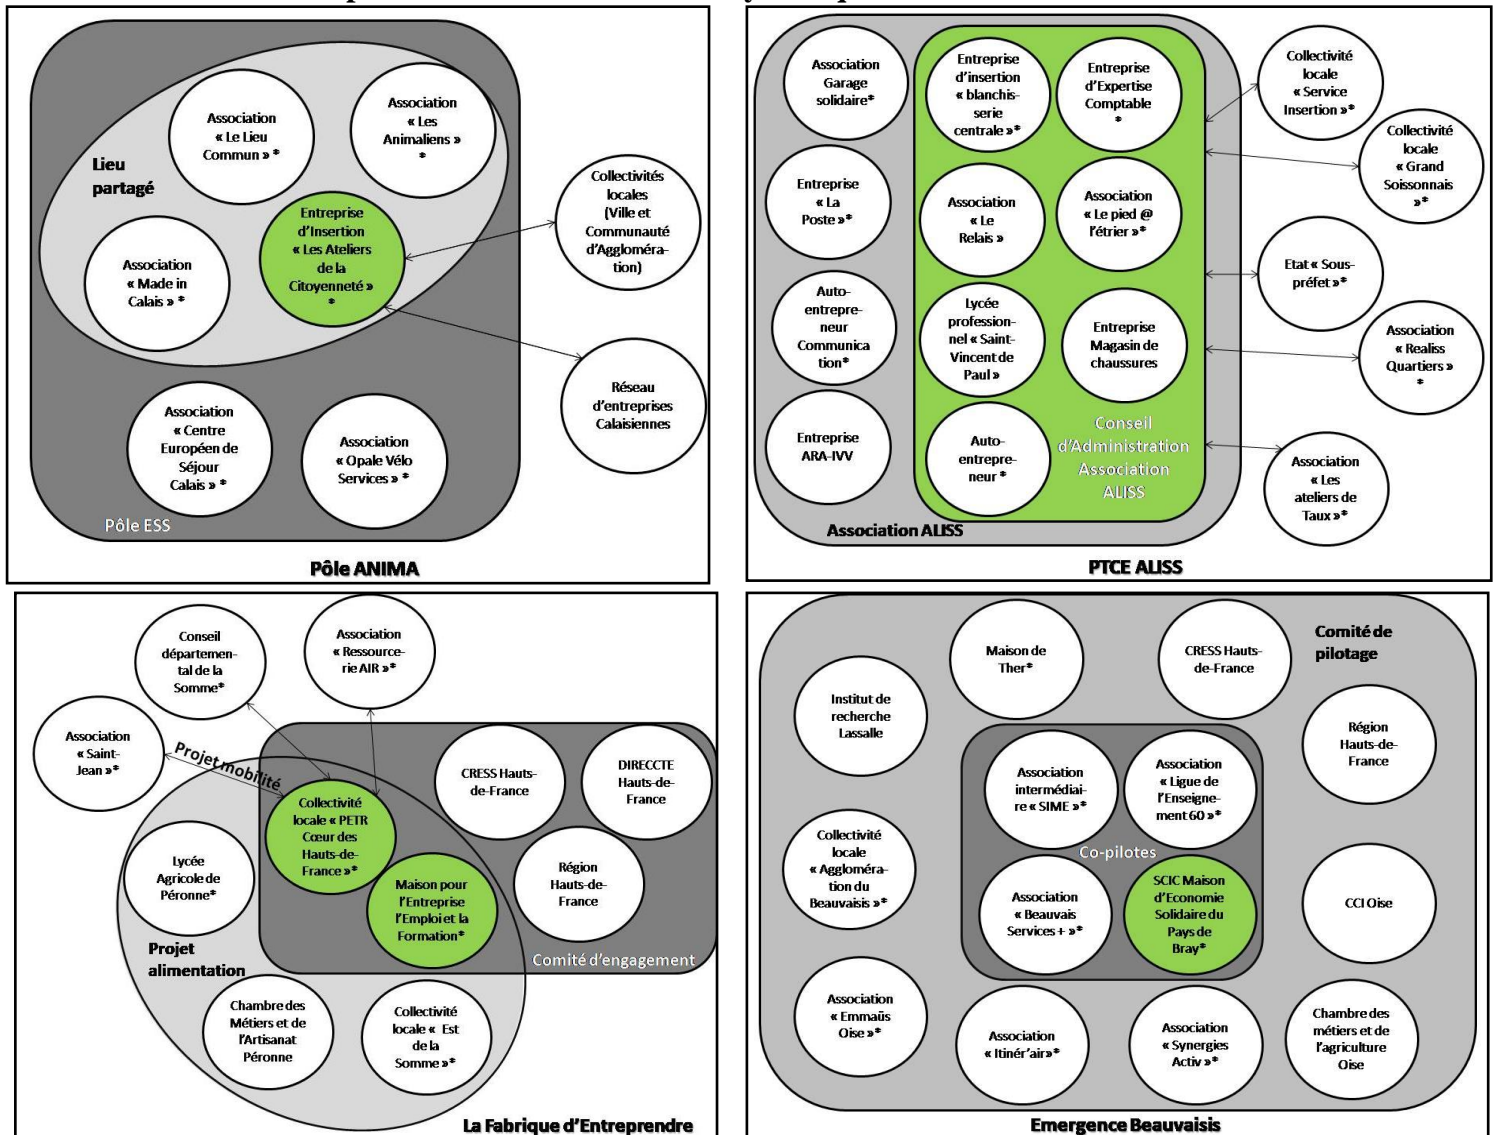 Association
« Le Lieu
Commun » *
Association
« Les
Animaliens »
*
Lieu
partagé
Entreprise
d'Insertion
« Les Ateliers
de la
Citoyenneté »
*
Association
« Made in
Calais » *
Collectivités
locales
(Ville et
Communauté
d'Aggloméra-
tion)
Réseau
d'entreprises
Calaisiennes
Association
« Centre
Européen de
Séjour
Calais » *
Association
« Opale Vélo
Services » *
Pôle ESS
Pôle ANIMA
Association
Garage
solidaire*
Entreprise
d'insertion
« blanchis-
serie
centrale »*
Entreprise
d'Expertise
Comptable
*
Collectivité
locale
« Service
Insertion »*
Collectivité
locale
« Grand
Soissonnais
»*
Entreprise
« La
Poste »*
Association
« Le
Relais »
Association
« Le pied @
l'étrier »*
Etat « Sous-
préfet »*
Auto-
entrepre-
neur
Communica
tion*
Lycée
profession-
nel « Saint-
Vincent de
Paul »
Entreprise
Magasin de
chaussures
Association
« Realiss
Quartiers »
*
Entreprise
ARA-IVV
Auto-
entrepre-
neur *
Conseil
d'Administration
Association
ALISS
Association
« Les
ateliers de
Taux »*
Association ALISS
PTCE ALISS
Conseil
départemen-
tal de la
Somme*
Association
« Ressource-
rie AIR »*
Association
« Saint-
Jean »*
Projet mobilité
Collectivité
locale « PETR
Cœur des
Hauts-de-
France »*
CRESS Hauts-
de-France
DIRECCTE
Hauts-de-
France
Lycée
Agricole de
Péronne*
Maison pour
l'Entreprise
l'Emploi et la
Formation*
Région
Hauts-de-
France
Projet
alimentation
Comité d'engagement
Chambre des
Métiers et de
l'Artisanat
Péronne
Collectivité
locale « Est
de la
Somme »*
La Fabrique d'Entreprendre
Maison de
Ther*
CRESS Hauts-
de-France
Comité de
pilotage
Institut de
recherche
Lassalle
Région
Hauts-de-
France
Association
intermédiai-
re « SIME »*
Association
« Ligue de
l'Enseigne-
ment 60 »*
Co-pilotes
Collectivité
locale
« Aggloméra-
tion du
Beauvaisis »*
Association
« Beauvais
Services + »*
SCIC Maison
d'Economie
Solidaire du
Pays de
Bray*
CCI Oise
Association
« Emmaüs
Oise »*
Association
« Itinér'air»*
Association
« Synergies
Activ »*
Chambre des
métiers et de
l'agriculture
Oise
Emergence Beauvaisis